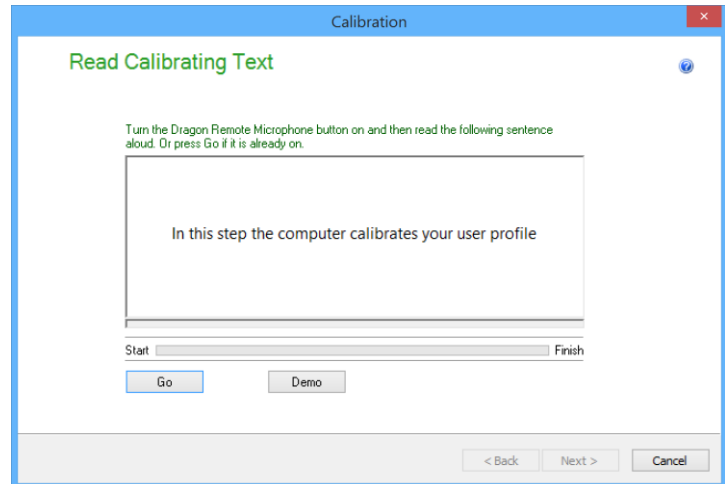 Calibration
Read Calibrating Text
Turn the Dragon Remote Microphone button on and then read the following sentence
aloud. Or press Go if it is already on.
In this step the computer calibrates your user profile
Start Finish
Go Demo
< Back Next > Cancel